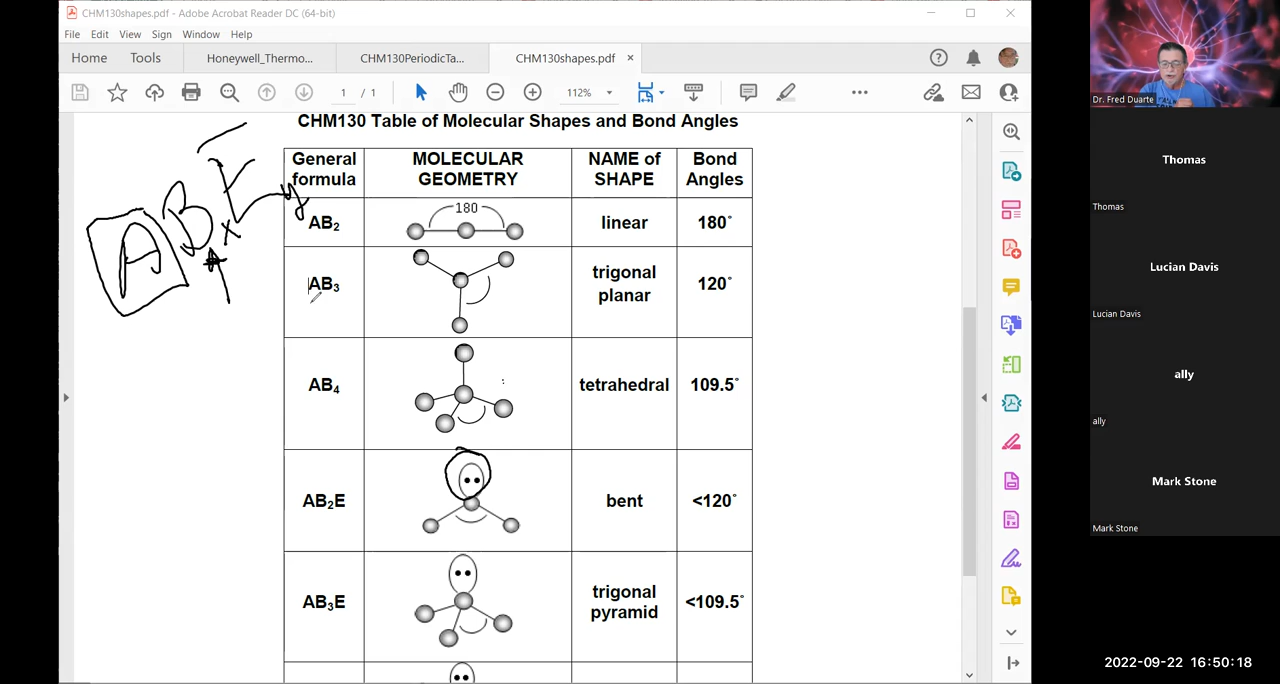 CHM130shapes.pdf - Adobe Acrobat Reader DC (64-bit)
File Edit View Sign Window Help
Home Tools Honeywell_Thermo... CHM130PeriodicTa... CHM130shapes.pdf ×
1 / 1 112%
CHM130 Table of Molecular Shapes and Bond Angles
General formula
MOLECULAR GEOMETRY
NAME of SHAPE
Bond Angles
AB₂ 180 linear 180°
AB₃ trigonal planar 120°
AB₄ tetrahedral 109.5°
AB₂E bent <120°
AB₃E trigonal pyramid <109.5°
A B x E y
Dr. Fred Duarte
Thomas
Thomas
Lucian Davis
Lucian Davis
ally
ally
Mark Stone
Mark Stone
2022-09-22 16:50:18